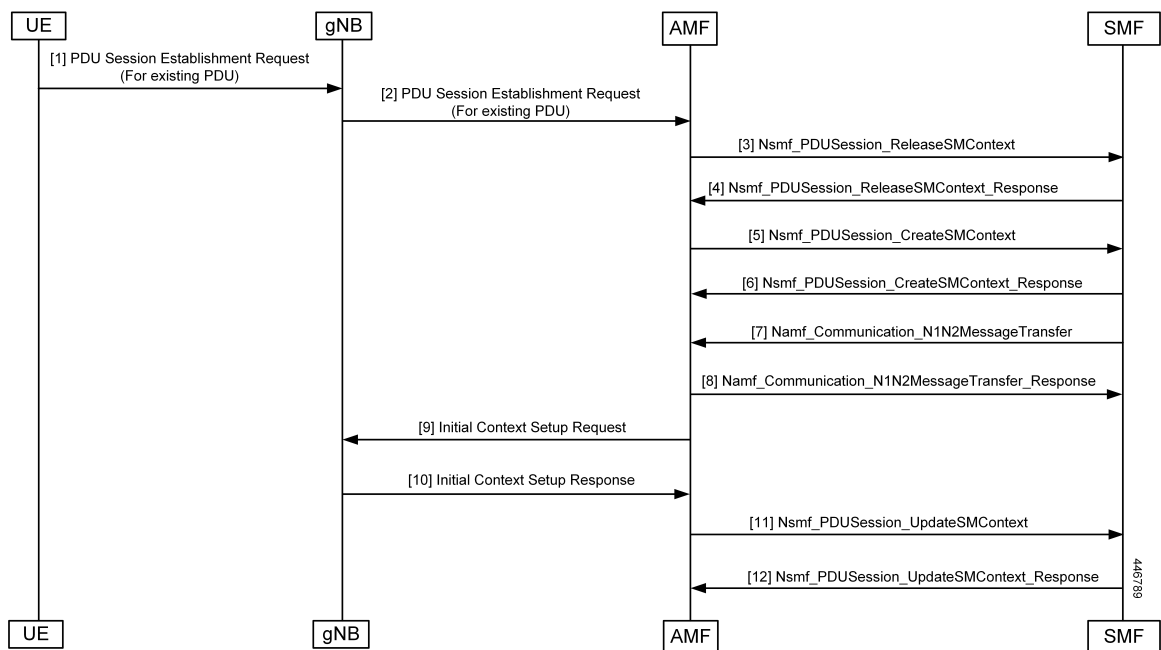 UE
gNB
AMF
SMF
[1] PDU Session Establishment Request
(For existing PDU)
[2] PDU Session Establishment Request
(For existing PDU)
[3] Nsmf_PDUSession_ReleaseSMContext
[4] Nsmf_PDUSession_ReleaseSMContext_Response
[5] Nsmf_PDUSession_CreateSMContext
[6] Nsmf_PDUSession_CreateSMContext_Response
[7] Namf_Communication_N1N2MessageTransfer
[8] Namf_Communication_N1N2MessageTransfer_Response
[9] Initial Context Setup Request
[10] Initial Context Setup Response
[11] Nsmf_PDUSession_UpdateSMContext
[12] Nsmf_PDUSession_UpdateSMContext_Response
446789
UE
gNB
AMF
SMF